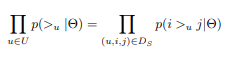 ∏_{u∈U} p(>_u |Θ) = ∏_{(u,i,j)∈D_S} p(i >_u j|Θ)